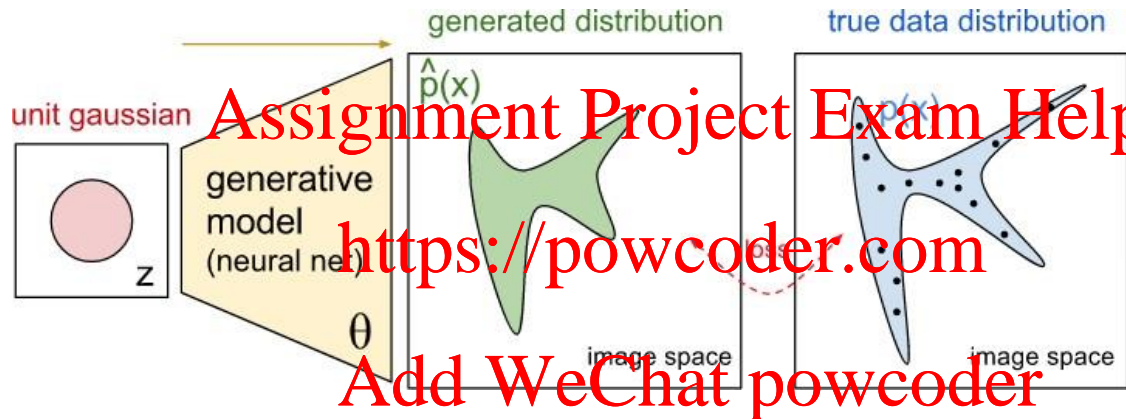 generated distribution
true data distribution
p̂(x)
p(x)
unit gaussian
Assignment Project Exam Help
generative
model
(neural net)
z
θ
https://powcoder.com
loss
image space
image space
Add WeChat powcoder